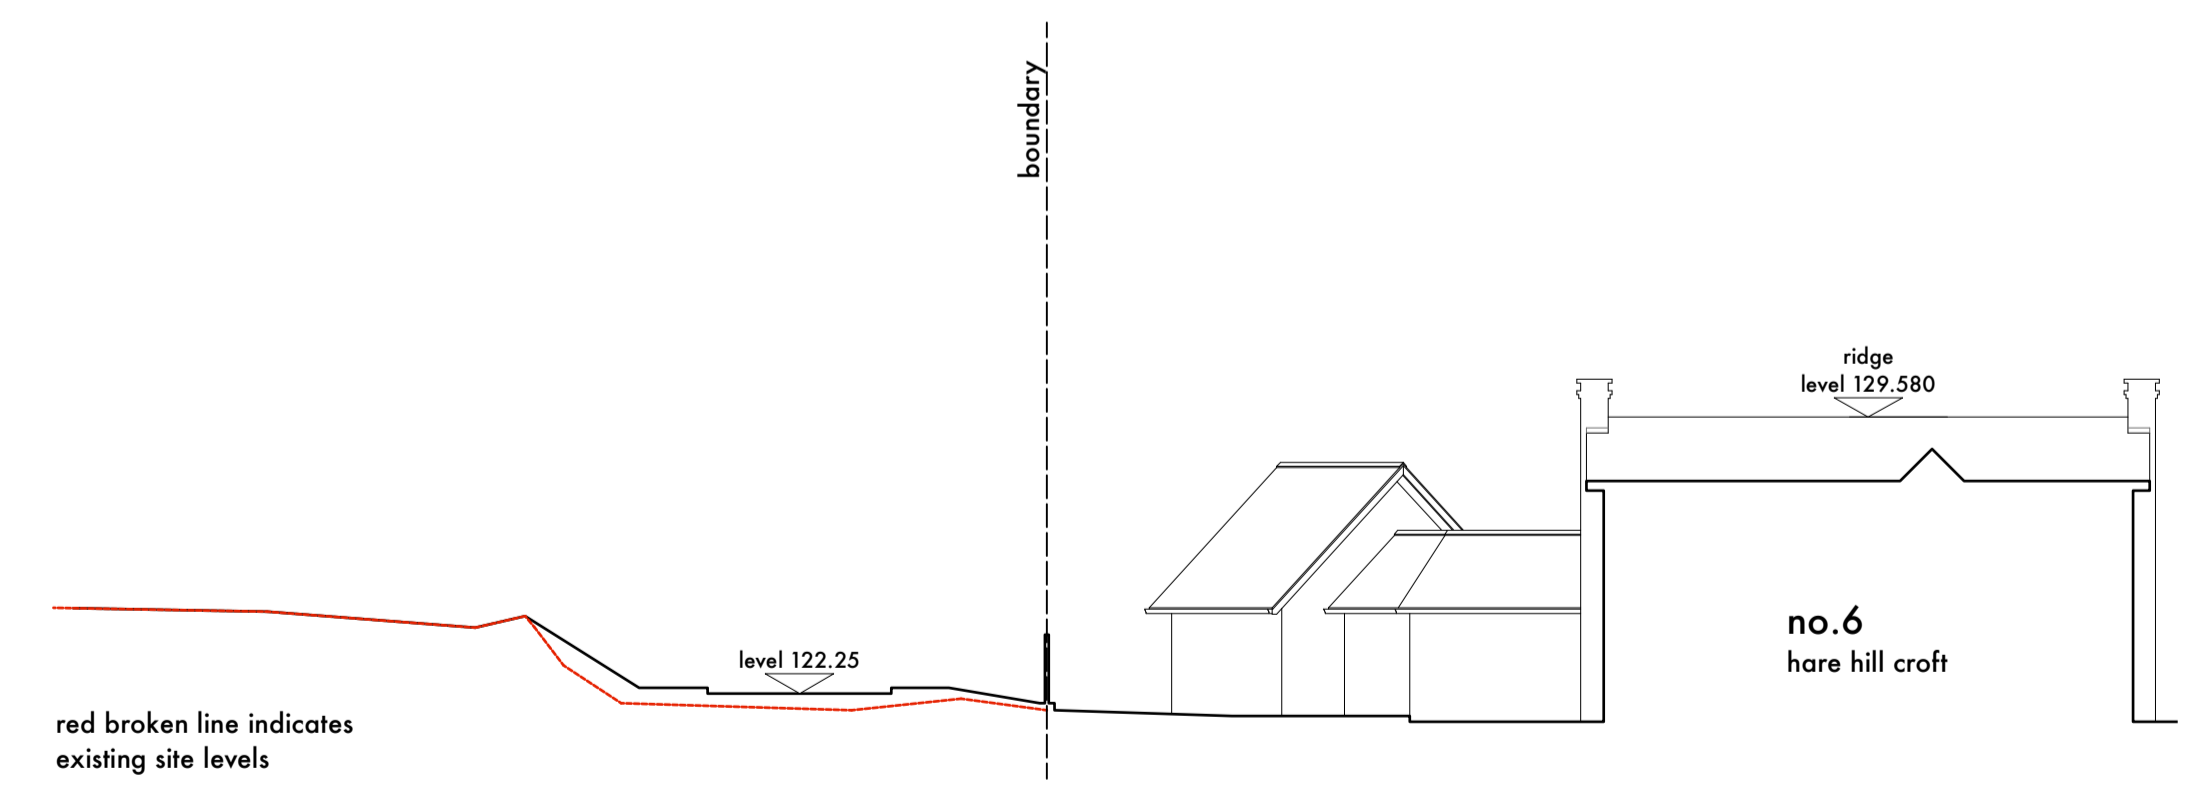 boundary
ridge
level 129.580
level 122.25
no.6
hare hill croft
red broken line indicates
existing site levels